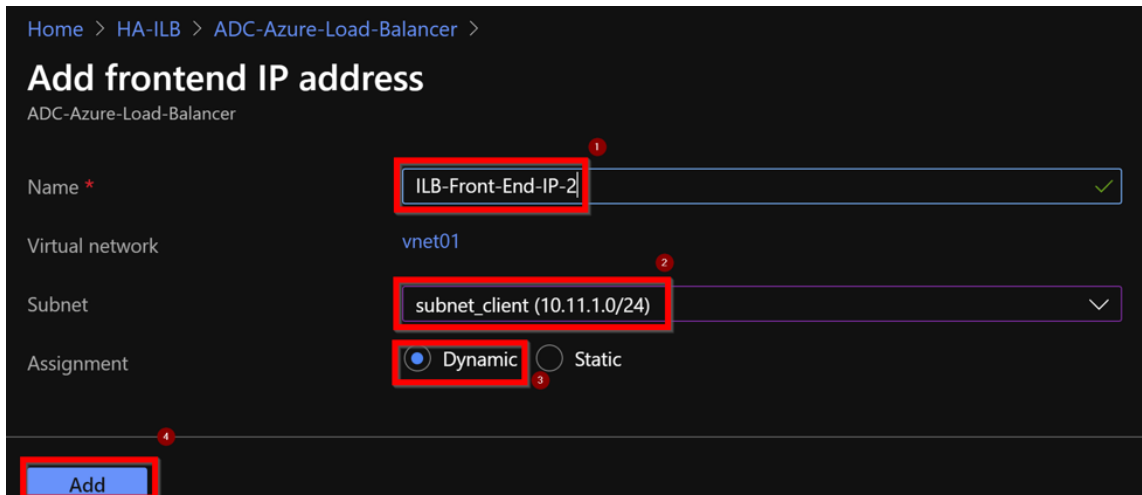 Home > HA-ILB > ADC-Azure-Load-Balancer >
Add frontend IP address
ADC-Azure-Load-Balancer
1
Name * ILB-Front-End-IP-2
Virtual network vnet01
2
Subnet subnet_client (10.11.1.0/24)
Assignment Dynamic Static
3
4
Add